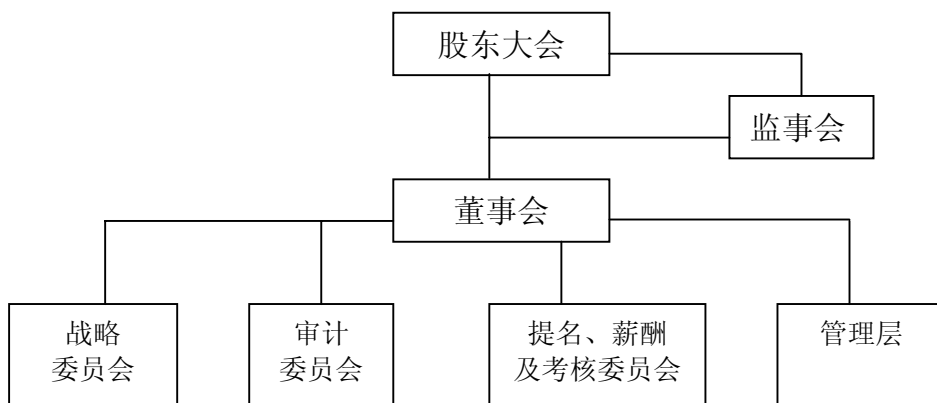 股东大会
监事会
董事会
战略
委员会
审计
委员会
提名、薪酬
及考核委员会
管理层